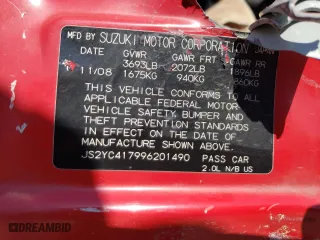 MFD BY SUZUKI MOTOR CORPORATION JAPAN
DATE GVWR GAWR FRT GAWR RR
3693LB 2072LB 1896LB
11/08 1675KG 940KG 860KG
THIS VEHICLE CONFORMS TO ALL
APPLICABLE FEDERAL MOTOR
VEHICLE SAFETY, BUMPER AND
THEFT PREVENTION STANDARDS
IN EFFECT ON THE DATE OF
MANUFACTURE SHOWN ABOVE.
JS2YC417996201490 PASS CAR
2.0L N/B US
DREAMBID